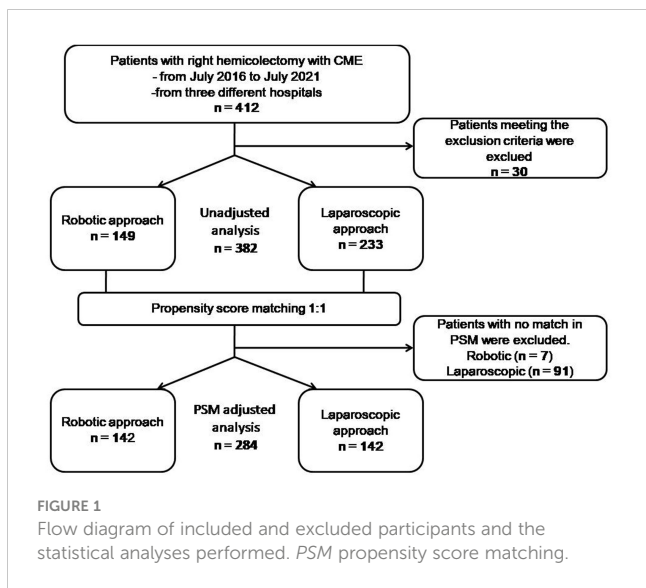 Patients with right hemicolectomy with CME
- from July 2016 to July 2021
-from three different hospitals
n = 412
Patients meeting the
exclusion criteria were
exclued
n = 30
Robotic approach
n = 149
Unadjusted
analysis
n = 382
Laparoscopic
approach
n = 233
Propensity score matching 1:1
Patients with no match in
PSM were excluded.
Robotic (n = 7)
Laparoscopic (n = 91)
Robotic approach
n = 142
PSM adjusted
analysis
n = 284
Laparoscopic
approach
n = 142
FIGURE 1
Flow diagram of included and excluded participants and the
statistical analyses performed. PSM propensity score matching.